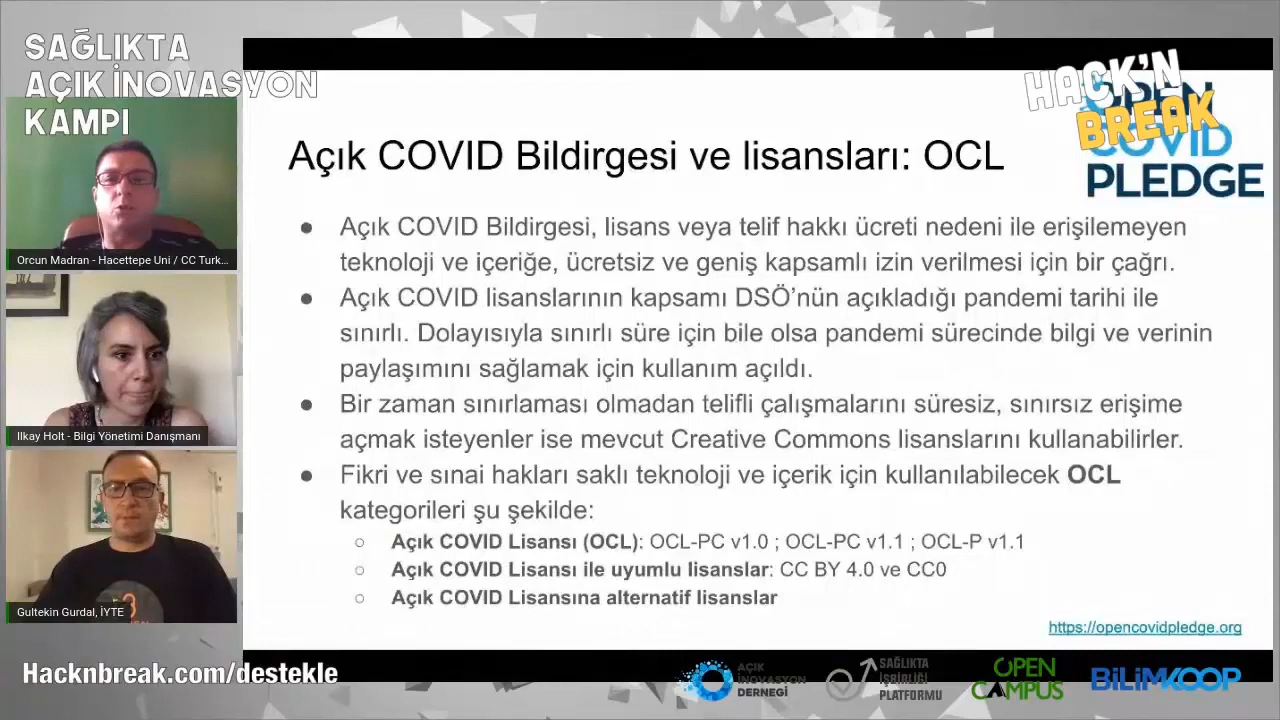 SAĞLIKTA
AÇIK İNOVASYON
KAMPI
HACK'N
BREAK
OPEN
COVID
PLEDGE
Açık COVID Bildirgesi ve lisansları: OCL
Orcun Madran - Hacettepe Uni / CC Turk...
Ilkay Holt - Bilgi Yönetimi Danışmanı
Gultekin Gurdal, İYTE
● Açık COVID Bildirgesi, lisans veya telif hakkı ücreti nedeni ile erişilemeyen
teknoloji ve içeriğe, ücretsiz ve geniş kapsamlı izin verilmesi için bir çağrı.
● Açık COVID lisanslarının kapsamı DSÖ’nün açıkladığı pandemi tarihi ile
sınırlı. Dolayısıyla sınırlı süre için bile olsa pandemi sürecinde bilgi ve verinin
paylaşımını sağlamak için kullanım açıldı.
● Bir zaman sınırlaması olmadan telifli çalışmalarını süresiz, sınırsız erişime
açmak isteyenler ise mevcut Creative Commons lisanslarını kullanabilirler.
● Fikri ve sınai hakları saklı teknoloji ve içerik için kullanılabilecek OCL
kategorileri şu şekilde:
○ Açık COVID Lisansı (OCL): OCL-PC v1.0 ; OCL-PC v1.1 ; OCL-P v1.1
○ Açık COVID Lisansı ile uyumlu lisanslar: CC BY 4.0 ve CC0
○ Açık COVID Lisansına alternatif lisanslar
https://opencovidpledge.org
Hacknbreak.com/destekle
AÇIK
İNOVASYON
DERNEĞİ
SAĞLIKTA
İŞBİRLİĞİ
PLATFORMU
OPEN
CAMPUS
BİLİMKOOP